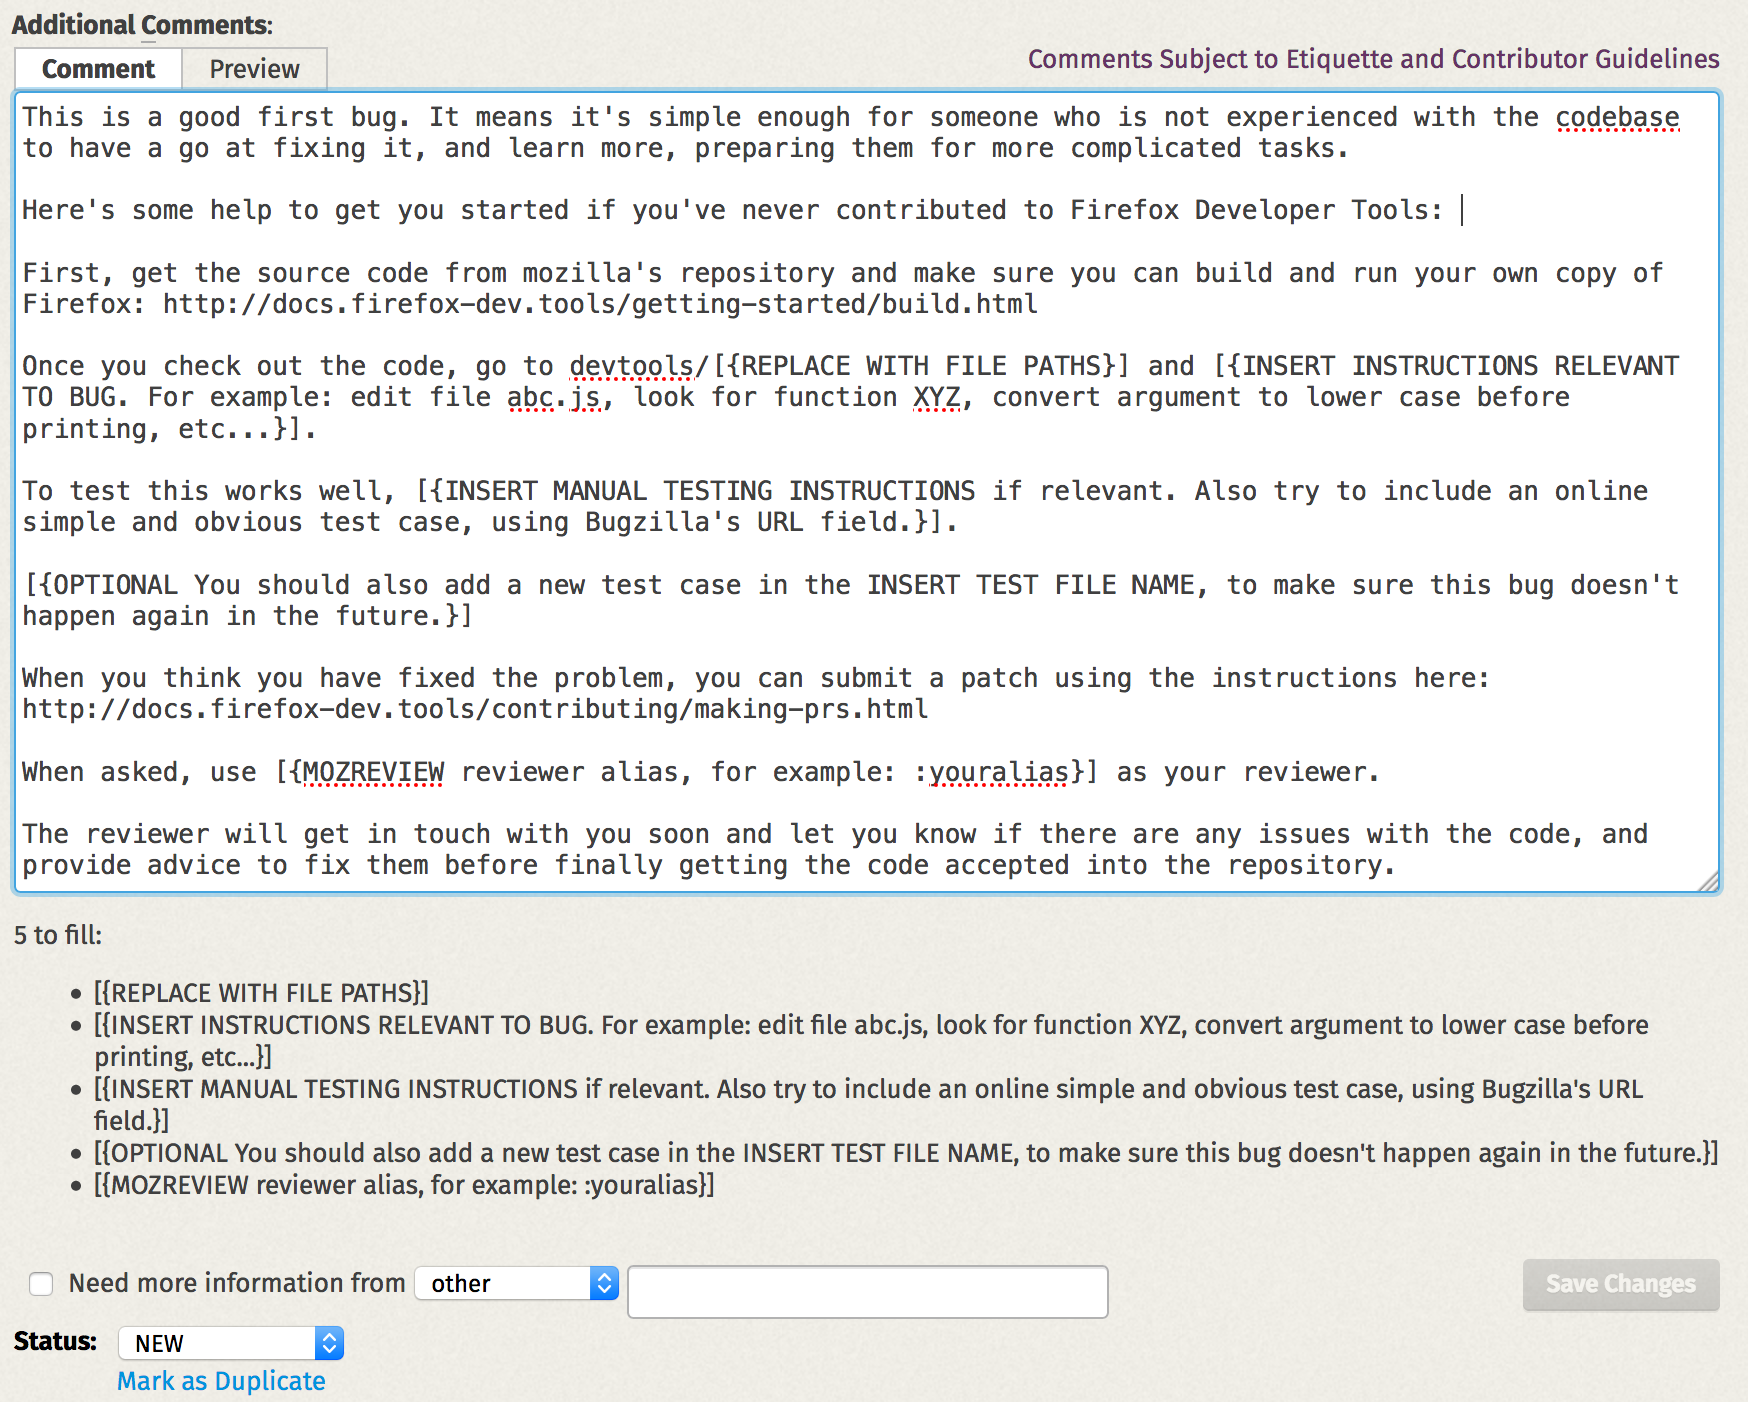 Additional Comments:
Comment
Preview
Comments Subject to Etiquette and Contributor Guidelines
This is a good first bug. It means it's simple enough for someone who is not experienced with the codebase
to have a go at fixing it, and learn more, preparing them for more complicated tasks.
Here's some help to get you started if you've never contributed to Firefox Developer Tools:
First, get the source code from mozilla's repository and make sure you can build and run your own copy of
Firefox: http://docs.firefox-dev.tools/getting-started/build.html
Once you check out the code, go to devtools/[{REPLACE WITH FILE PATHS}] and [{INSERT INSTRUCTIONS RELEVANT
TO BUG. For example: edit file abc.js, look for function XYZ, convert argument to lower case before
printing, etc...}].
To test this works well, [{INSERT MANUAL TESTING INSTRUCTIONS if relevant. Also try to include an online
simple and obvious test case, using Bugzilla's URL field.}].
[{OPTIONAL You should also add a new test case in the INSERT TEST FILE NAME, to make sure this bug doesn't
happen again in the future.}]
When you think you have fixed the problem, you can submit a patch using the instructions here:
http://docs.firefox-dev.tools/contributing/making-prs.html
When asked, use [{MOZREVIEW reviewer alias, for example: :youralias}] as your reviewer.
The reviewer will get in touch with you soon and let you know if there are any issues with the code, and
provide advice to fix them before finally getting the code accepted into the repository.
5 to fill:
• [{REPLACE WITH FILE PATHS}]
• [{INSERT INSTRUCTIONS RELEVANT TO BUG. For example: edit file abc.js, look for function XYZ, convert argument to lower case before
printing, etc...}]
• [{INSERT MANUAL TESTING INSTRUCTIONS if relevant. Also try to include an online simple and obvious test case, using Bugzilla's URL
field.}]
• [{OPTIONAL You should also add a new test case in the INSERT TEST FILE NAME, to make sure this bug doesn't happen again in the future.}]
• [{MOZREVIEW reviewer alias, for example: :youralias}]
Need more information from other
Save Changes
Status: NEW
Mark as Duplicate